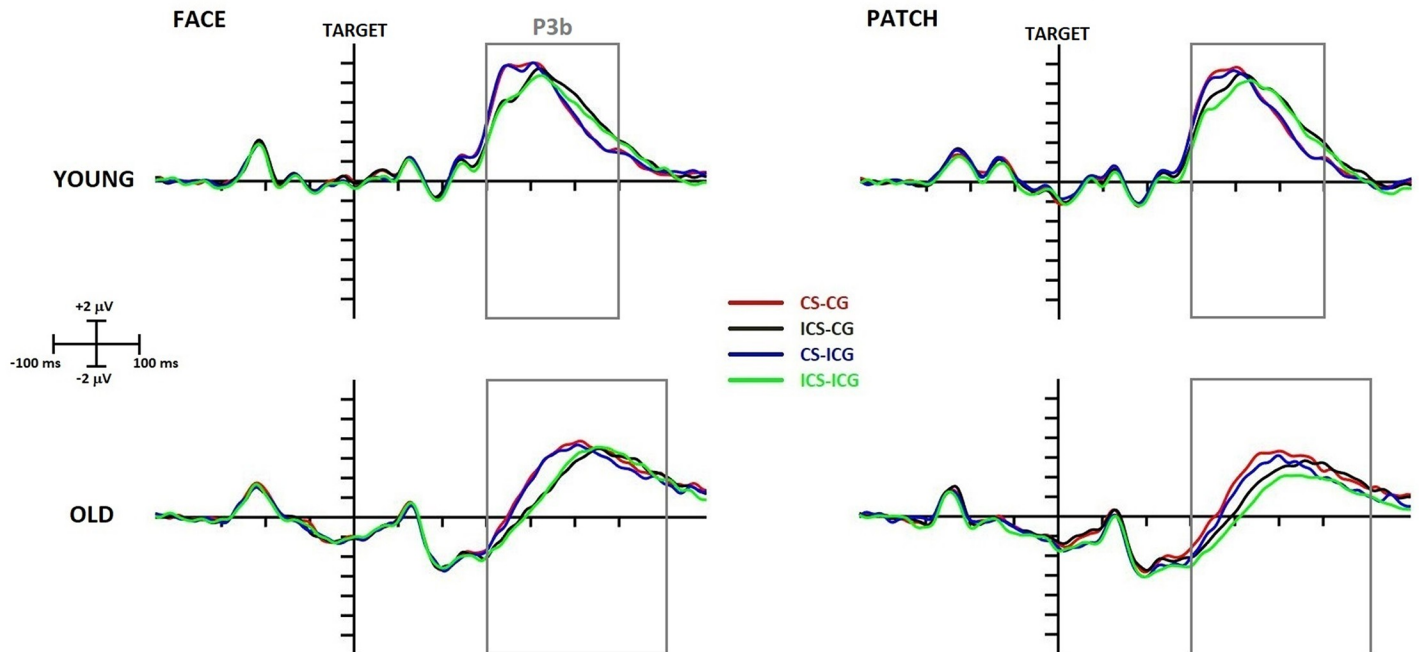 FACE
TARGET
P3b
PATCH
TARGET
YOUNG
+2 µV
-100 ms
100 ms
-2 µV
CS-CG
ICS-CG
CS-ICG
ICS-ICG
OLD